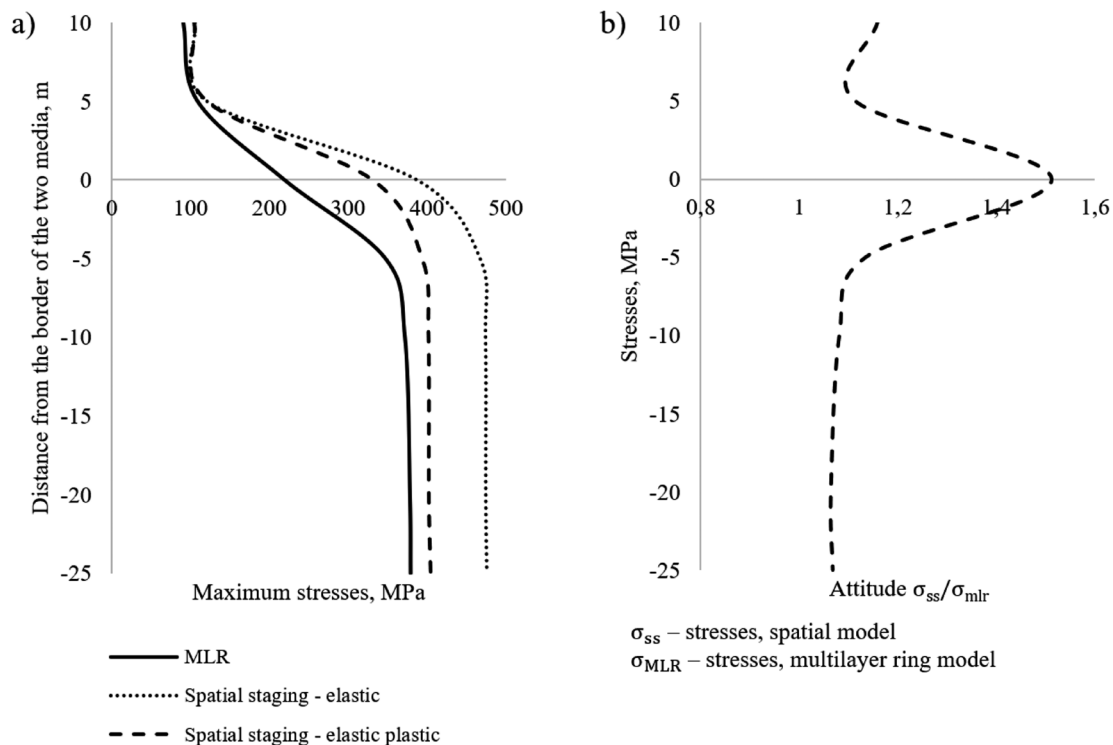 a)
Distance from the border of the two media, m
10
5
0
-5
-10
-15
-20
-25
0 100 200 300 400 500
Maximum stresses, MPa
MLR
Spatial staging - elastic
Spatial staging - elastic plastic
b)
Stresses, MPa
10
5
0
-5
-10
-15
-20
-25
0,8 1 1,2 1,4 1,6
Attitude σss/σmlr
σss – stresses, spatial model
σMLR – stresses, multilayer ring model